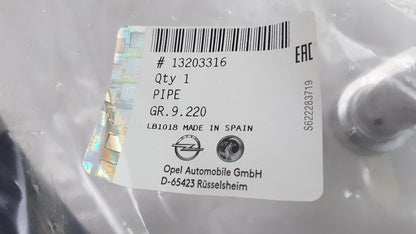 # 13203316
Qty 1
PIPE
GR.9.220
LB1018 MADE IN SPAIN
Opel Automobile GmbH
D-65423 Rüsselsheim
EAC
S622283719